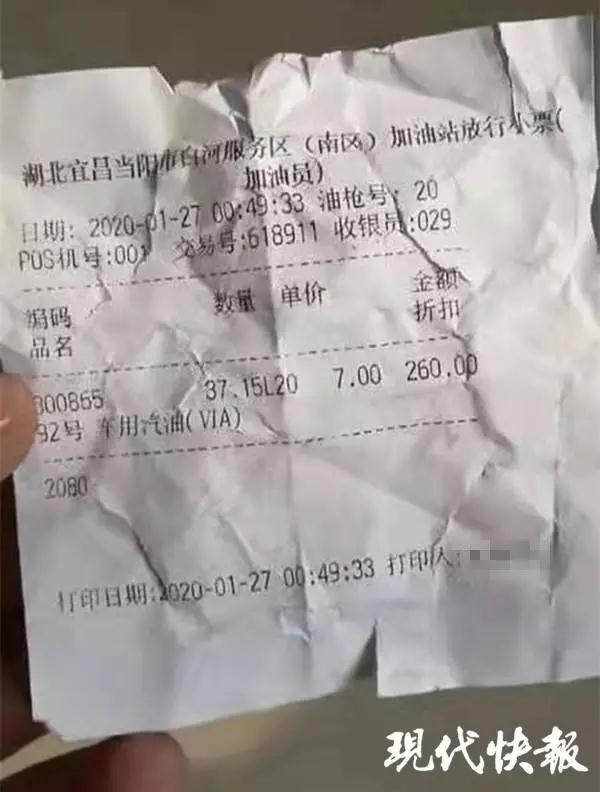 湖北宜昌当阳市白河服务区(南区)加油站放行小票(
加油员)
日期: 2020-01-27 00:49:33 油枪号: 20
POS机号:001 交易号:618911 收银员:029
编码 数量 单价 金额
品名 折扣
000865 37.15L20 7.00 260.00
92号 车用汽油(VIA)
2080
打印日期:2020-01-27 00:49:33 打印人:
现代快報